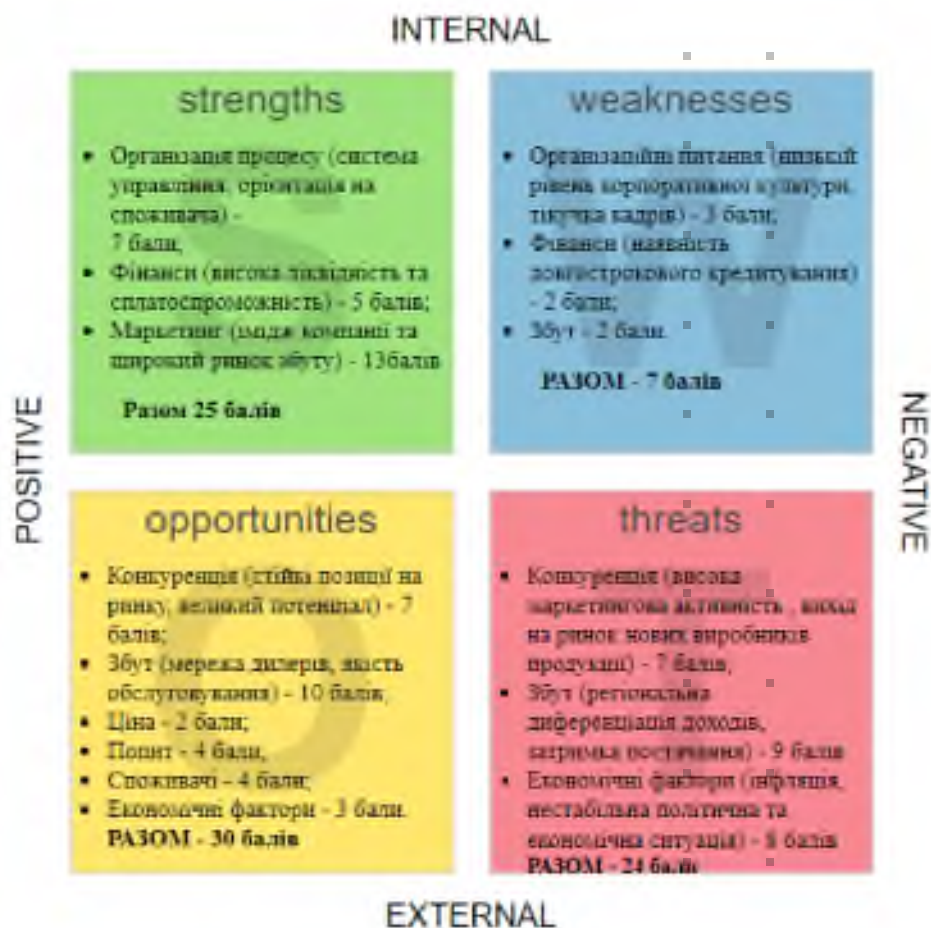 INTERNAL
strengths
• Організація процесу (система
управління, орієнтація на
споживача) -
7 бали;
• Фінанси (висока ліквідність та
сплатоспроможність) - 5 балів;
• Маркетинг (імідж компанії та
широкий ринок збуту) - 13балів
Разом 25 балів
weaknesses
• Організаційні питання (низький
рівень корпоративної культури,
тікучка кадрів) - 3 бали;
• Фінанси (наявність
довгострокового кредитування)
- 2 бали;
• Збут - 2 бали.
РАЗОМ - 7 балів
POSITIVE
NEGATIVE
opportunities
• Конкуренція (стійкі позиції на
ринку, великий потенціал) - 7
балів;
• Збут (мережа дилерів, якість
обслуговування) - 10 балів;
• Ціна - 2 бали;
• Попит - 4 бали,
• Споживачі - 4 бали;
• Економічні фактори - 3 бали.
РАЗОМ - 30 балів
threats
• Конкуренція (висока
маркетингова активність , вихід
на ринок нових виробників
продукції) - 7 балів,
• Збут (регіональна
диференціація доходів,
затримка постачання) - 9 балів
• Економічні фактори (інфляція,
нестабільна політична та
економічна ситуація) - 8 балів
РАЗОМ - 24 балів
EXTERNAL